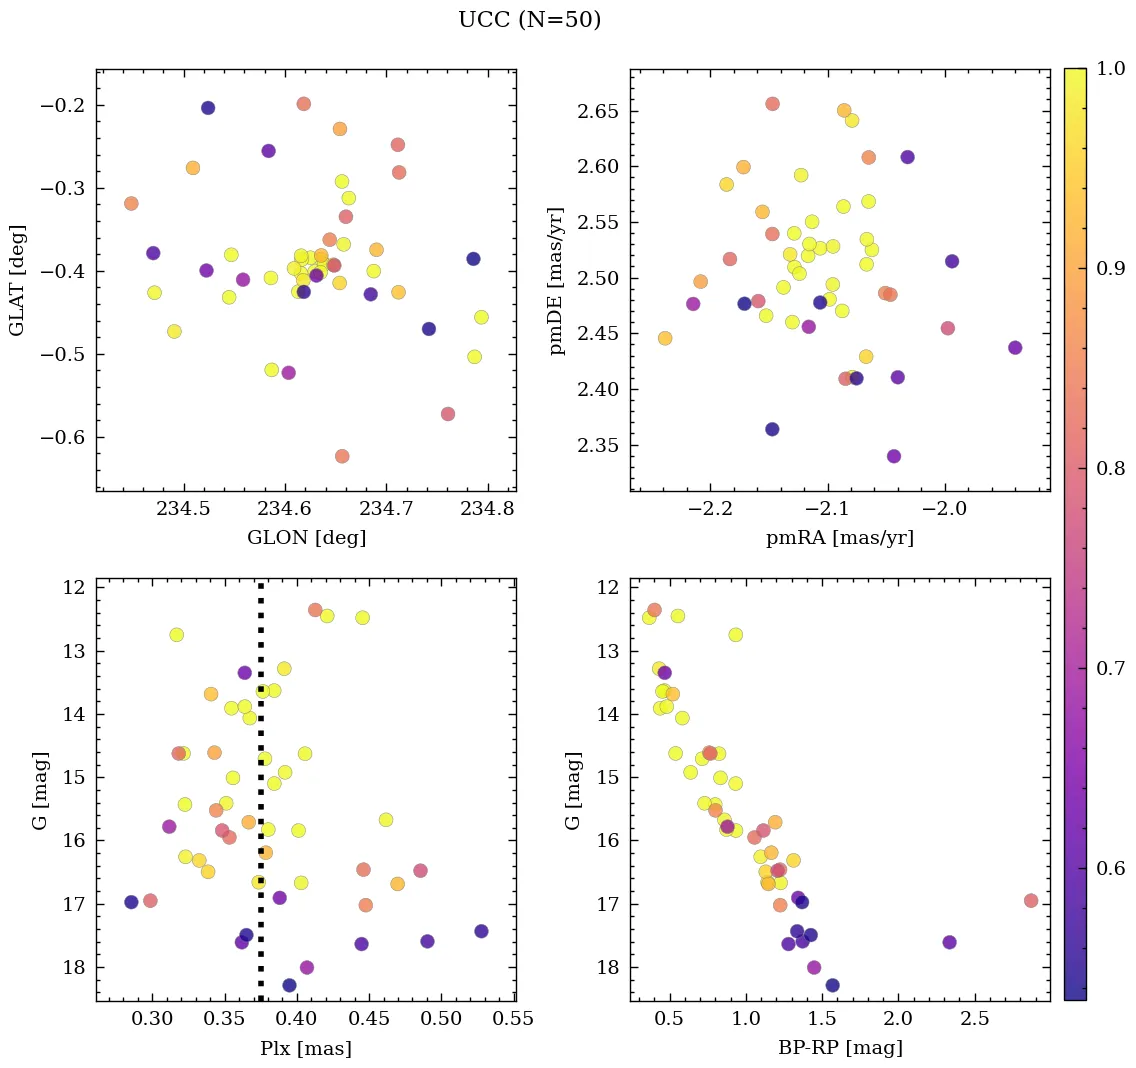 UCC (N=50)
−0.2
−0.3
−0.4
−0.5
−0.6
GLAT [deg]
234.5 234.6 234.7 234.8
GLON [deg]
2.65
2.60
2.55
2.50
2.45
2.40
2.35
pmDE [mas/yr]
−2.2 −2.1 −2.0
pmRA [mas/yr]
12
13
14
15
16
17
18
G [mag]
0.30 0.35 0.40 0.45 0.50 0.55
Plx [mas]
12
13
14
15
16
17
18
G [mag]
0.5 1.0 1.5 2.0 2.5
BP-RP [mag]
1.0
0.9
0.8
0.7
0.6